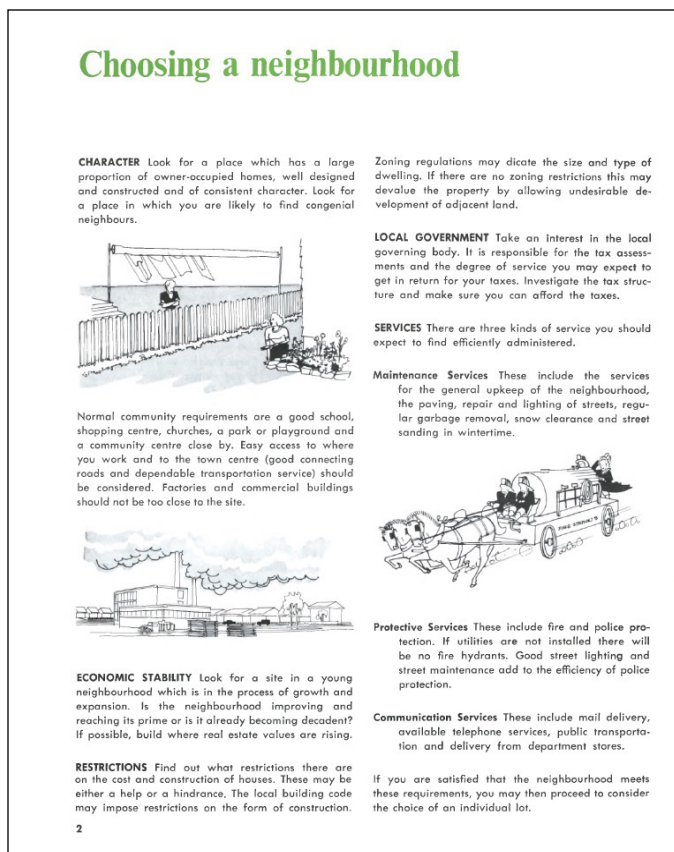 Choosing a neighbourhood
CHARACTER Look for a place which has a large
proportion of owner-occupied homes, well designed
and constructed and of consistent character. Look for
a place in which you are likely to find congenial
neighbours.
Normal community requirements are a good school,
shopping centre, churches, a park or playground and
a community centre close by. Easy access to where
you work and to the town centre (good connecting
roads and dependable transportation service) should
be considered. Factories and commercial buildings
should not be too close to the site.
ECONOMIC STABILITY Look for a site in a young
neighbourhood which is in the process of growth and
expansion. Is the neighbourhood improving and
reaching its prime or is it already becoming decadent?
If possible, build where real estate values are rising.
RESTRICTIONS Find out what restrictions there are
on the cost and construction of houses. These may be
either a help or a hindrance. The local building code
may impose restrictions on the form of construction.
2
Zoning regulations may dicate the size and type of
dwelling. If there are no zoning restrictions this may
devalue the property by allowing undesirable de-
velopment of adjacent land.
LOCAL GOVERNMENT Take an interest in the local
governing body. It is responsible for the tax assess-
ments and the degree of service you may expect to
get in return for your taxes. Investigate the tax struc-
ture and make sure you can afford the taxes.
SERVICES There are three kinds of service you should
expect to find efficiently administered.
Maintenance Services These include the services
for the general upkeep of the neighbourhood,
the paving, repair and lighting of streets, regu-
lar garbage removal, snow clearance and street
sanding in wintertime.
Protective Services These include fire and police pro-
tection. If utilities are not installed there will
be no fire hydrants. Good street lighting and
street maintenance add to the efficiency of police
protection.
Communication Services These include mail delivery,
available telephone services, public transporta-
tion and delivery from department stores.
If you are satisfied that the neighbourhood meets
these requirements, you may then proceed to consider
the choice of an individual lot.